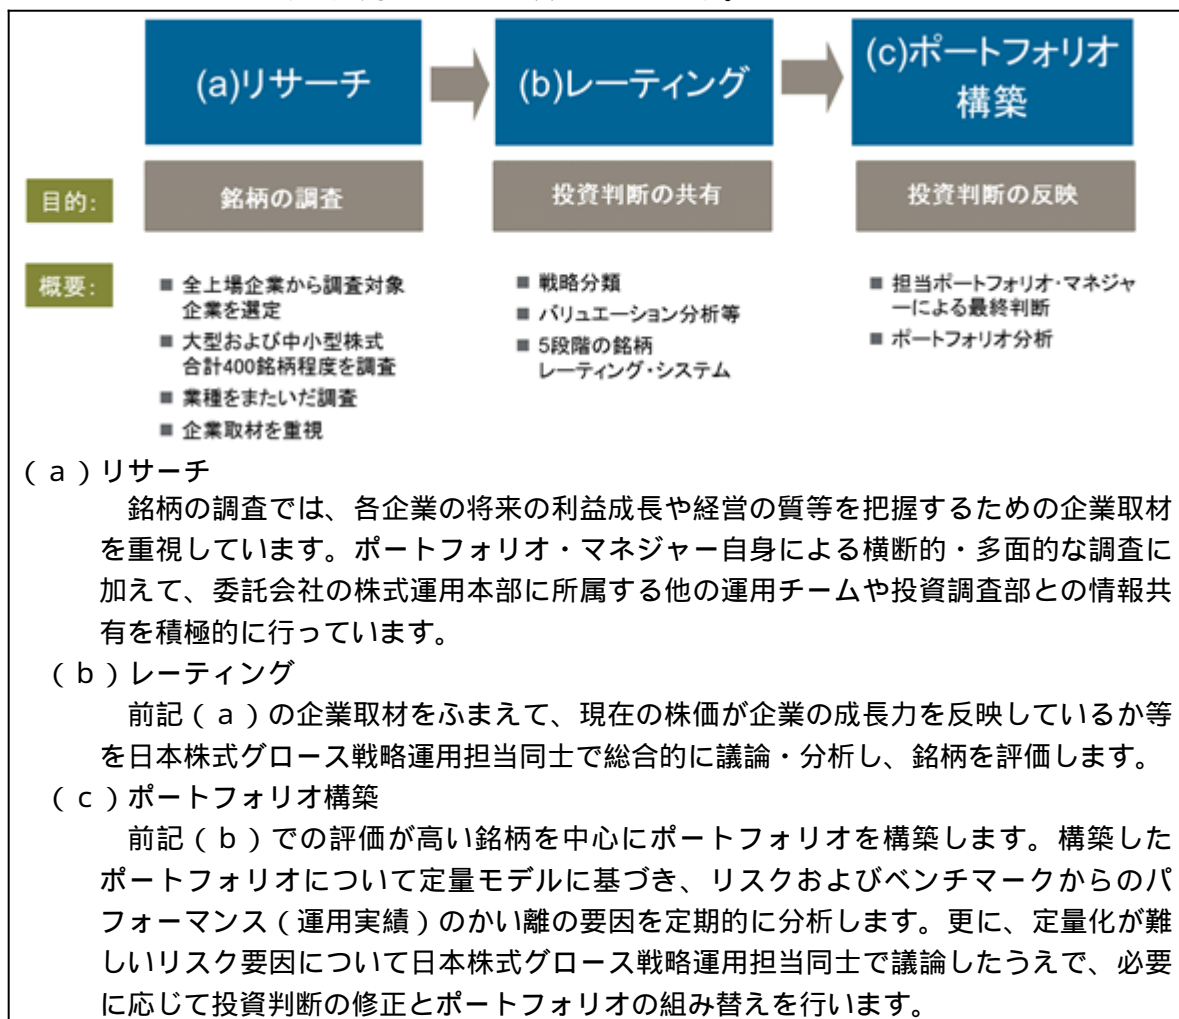 (a)リサーチ
(b)レーティング
(c)ポートフォリオ
構築
目的:
銘柄の調査
投資判断の共有
投資判断の反映
概要:
■ 全上場企業から調査対象
企業を選定
■ 大型および中小型株式
合計400銘柄程度を調査
■ 業種をまたいだ調査
■ 企業取材を重視
■ 戦略分類
■ バリュエーション分析等
■ 5段階の銘柄
レーティング・システム
■ 担当ポートフォリオ・マネジャ
ーによる最終判断
■ ポートフォリオ分析
(a)リサーチ
銘柄の調査では、各企業の将来の利益成長や経営の質等を把握するための企業取材
を重視しています。ポートフォリオ・マネジャー自身による横断的・多面的な調査に
加えて、委託会社の株式運用本部に所属する他の運用チームや投資調査部との情報共
有を積極的に行っています。
(b)レーティング
前記(a)の企業取材をふまえて、現在の株価が企業の成長力を反映しているか等
を日本株式グロース戦略運用担当同士で総合的に議論・分析し、銘柄を評価します。
(c)ポートフォリオ構築
前記(b)での評価が高い銘柄を中心にポートフォリオを構築します。構築した
ポートフォリオについて定量モデルに基づき、リスクおよびベンチマークからのパ
フォーマンス(運用実績)のかい離の要因を定期的に分析します。更に、定量化が難
しいリスク要因について日本株式グロース戦略運用担当同士で議論したうえで、必要
に応じて投資判断の修正とポートフォリオの組み替えを行います。